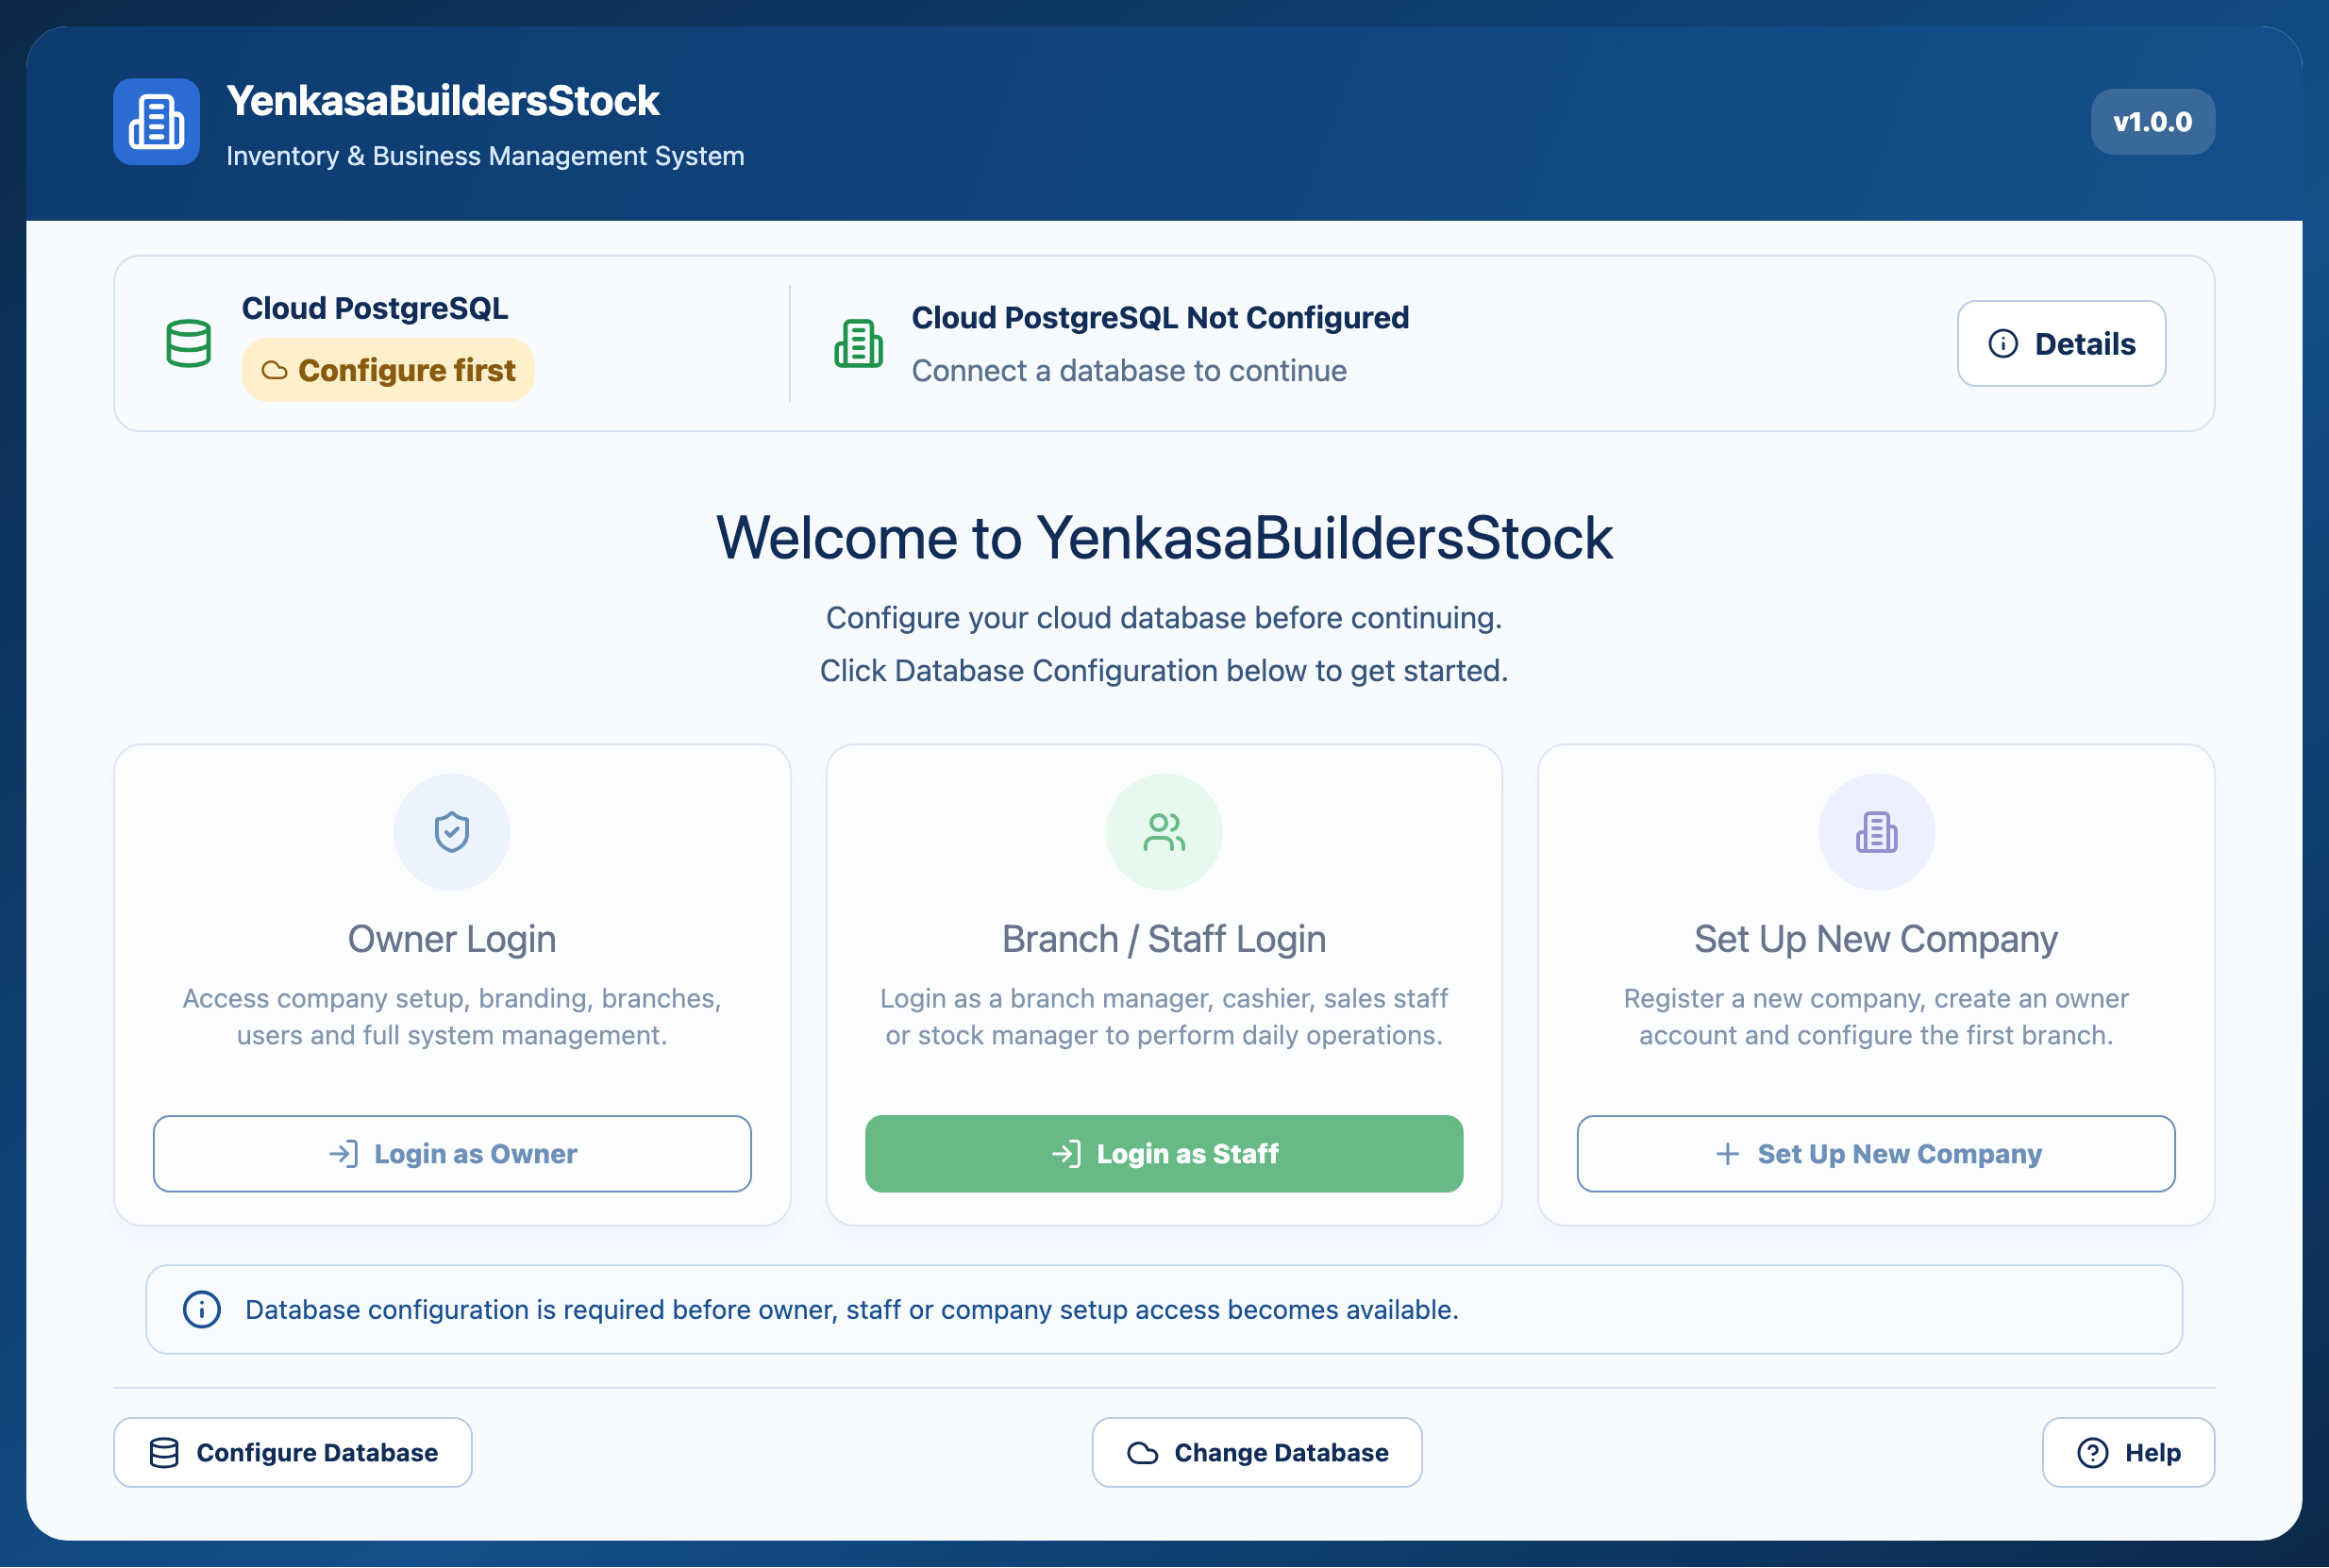 YenkasaBuildersStock
Inventory & Business Management System
v1.0.0
Cloud PostgreSQL
Configure first
Cloud PostgreSQL Not Configured
Connect a database to continue
Details
Welcome to YenkasaBuildersStock
Configure your cloud database before continuing.
Click Database Configuration below to get started.
Owner Login
Access company setup, branding, branches,
users and full system management.
Login as Owner
Branch / Staff Login
Login as a branch manager, cashier, sales staff
or stock manager to perform daily operations.
Login as Staff
Set Up New Company
Register a new company, create an owner
account and configure the first branch.
Set Up New Company
Database configuration is required before owner, staff or company setup access becomes available.
Configure Database
Change Database
Help